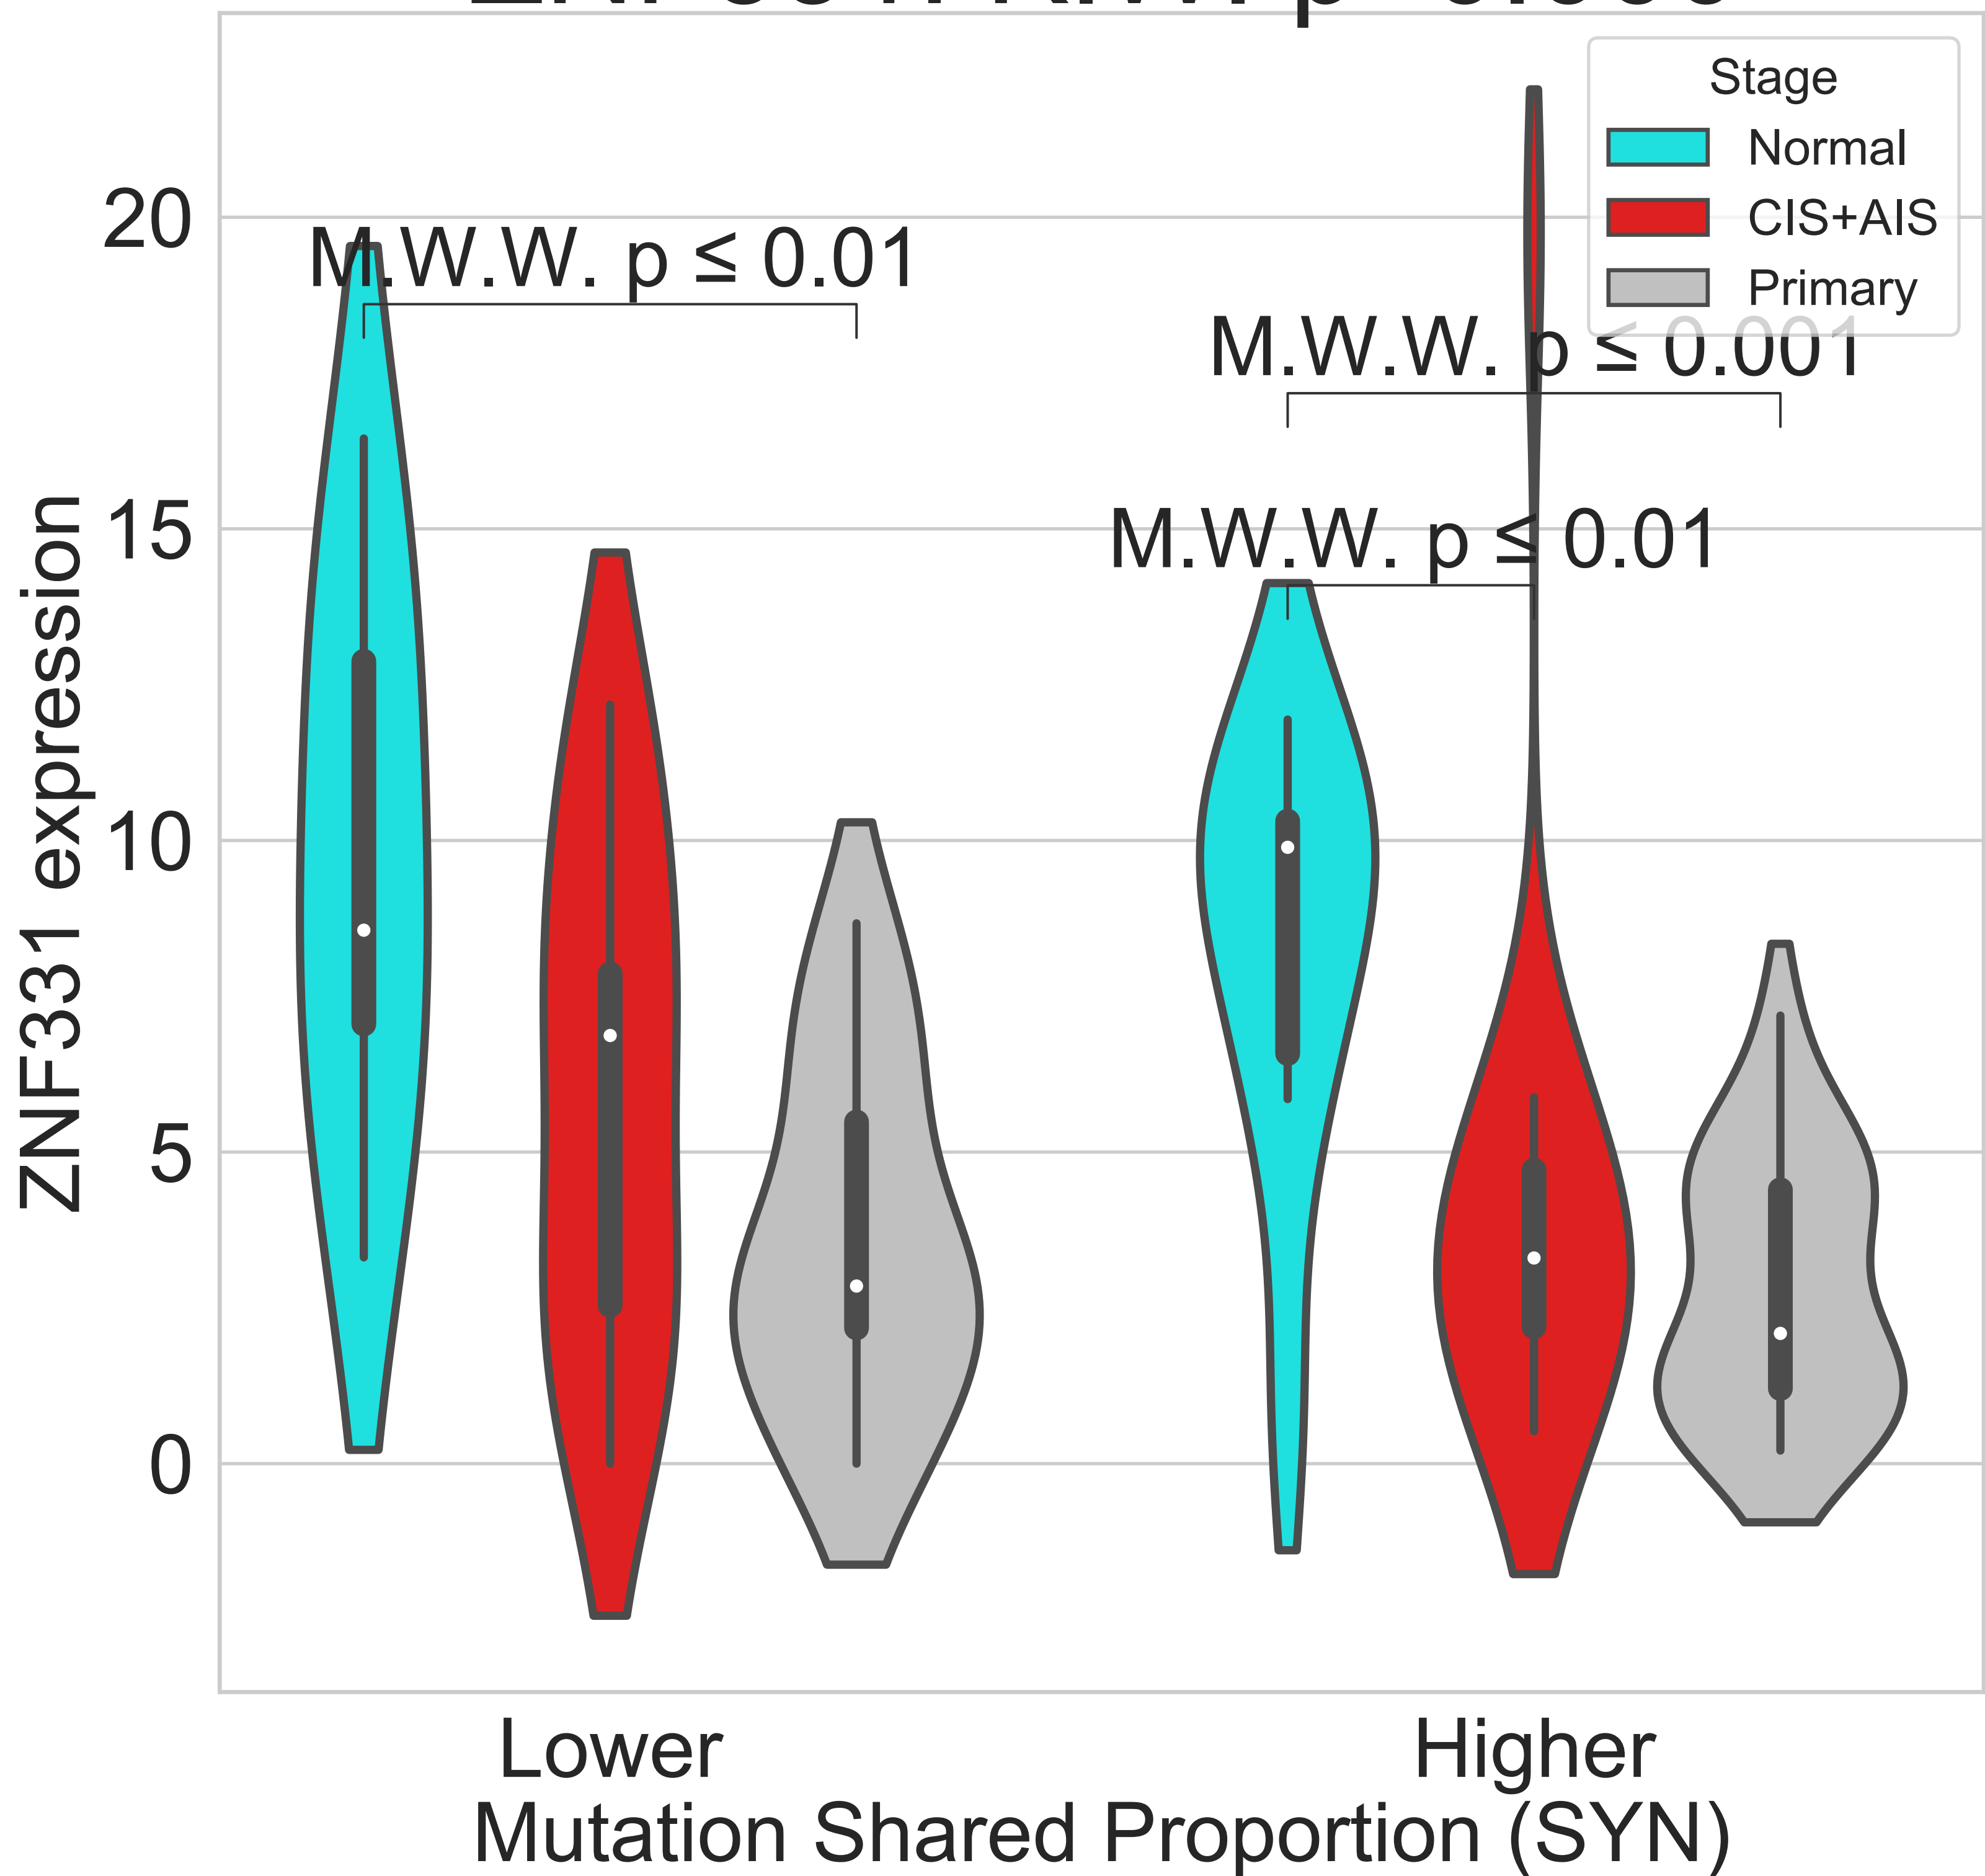 Stage
Normal
CIS+AIS
Primary
M.W.W. p ≤ 0.01
M.W.W. p ≤ 0.001
M.W.W. p ≤ 0.01
ZNF331 expression
20
15
10
5
0
Lower
Higher
Mutation Shared Proportion (SYN)